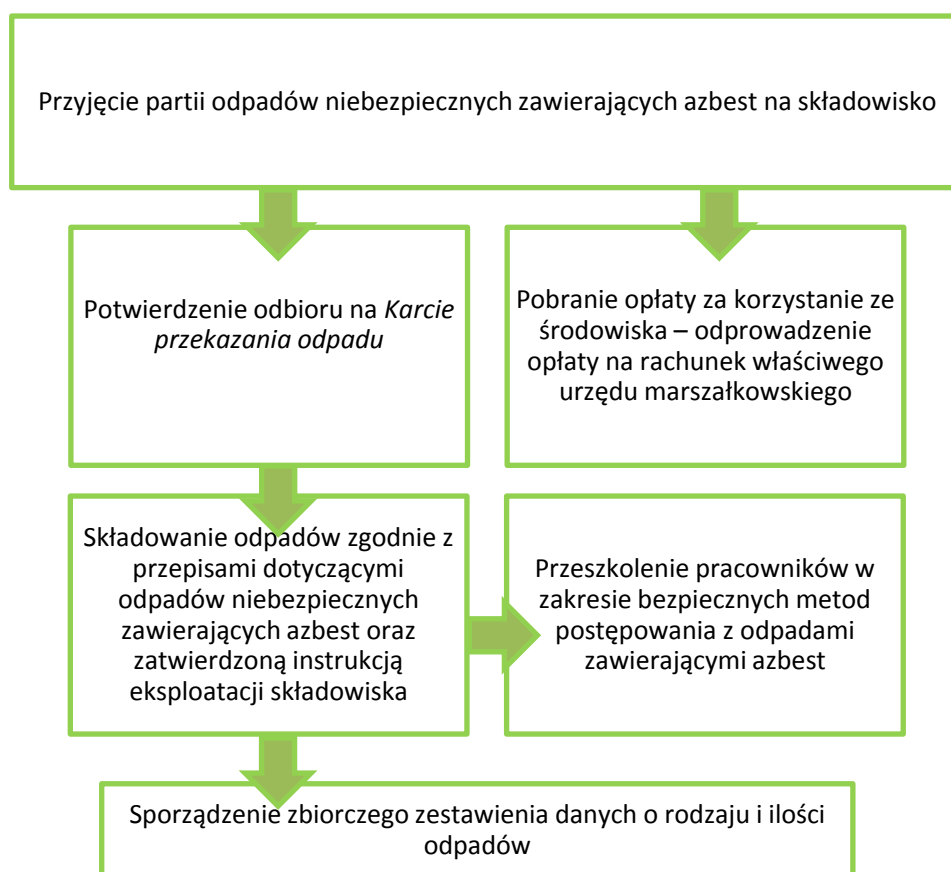 Przyjęcie partii odpadów niebezpiecznych zawierających azbest na składowisko
Potwierdzenie odbioru na Karcie
przekazania odpadu
Pobranie opłaty za korzystanie ze
środowiska – odprowadzenie
opłaty na rachunek właściwego
urzędu marszałkowskiego
Składowanie odpadów zgodnie z
przepisami dotyczącymi
odpadów niebezpiecznych
zawierających azbest oraz
zatwierdzoną instrukcją
eksploatacji składowiska
Przeszkolenie pracowników w
zakresie bezpiecznych metod
postępowania z odpadami
zawierającymi azbest
Sporządzenie zbiorczego zestawienia danych o rodzaju i ilości
odpadów